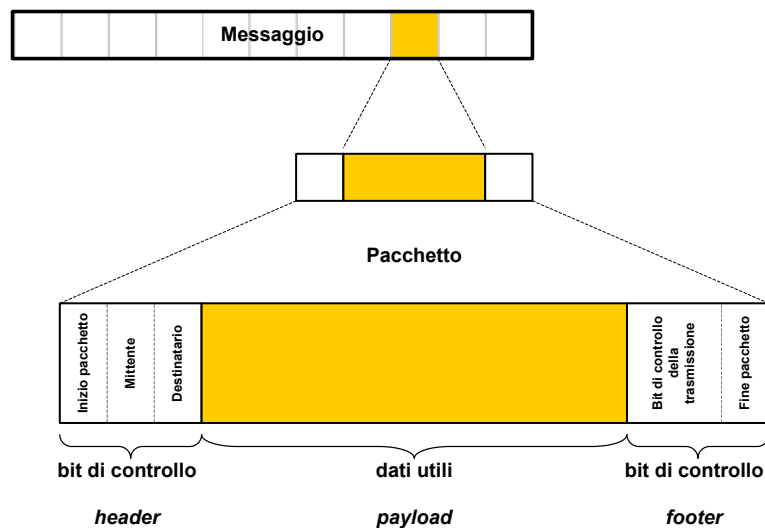 Messaggio
Pacchetto
Inizio pacchetto
Mittente
Destinatario
Bit di controllo
della
trasmissione
Fine pacchetto
bit di controllo
dati utili
bit di controllo
header
payload
footer